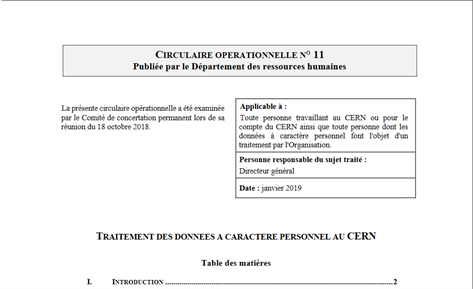 CIRCULAIRE OPERATIONNELLE N° 11
Publiée par le Département des ressources humaines
La présente circulaire opérationnelle a été examinée
par le Comité de concertation permanent lors de sa
réunion du 18 octobre 2018.
Applicable à :
Toute personne travaillant au CERN ou pour le
compte du CERN ainsi que toute personne dont les
données à caractère personnel font l'objet d'un
traitement par l'Organisation.
Personne responsable du sujet traité :
Directeur général
Date : janvier 2019
TRAITEMENT DES DONNEES A CARACTERE PERSONNEL AU CERN
Table des matières
I. INTRODUCTION ........................................................................................2